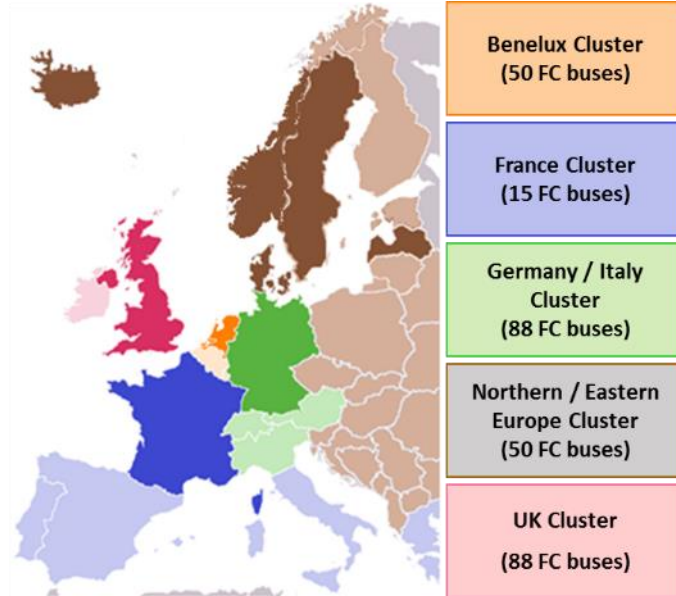 Benelux Cluster
(50 FC buses)
France Cluster
(15 FC buses)
Germany / Italy
Cluster
(88 FC buses)
Northern / Eastern
Europe Cluster
(50 FC buses)
UK Cluster
(88 FC buses)